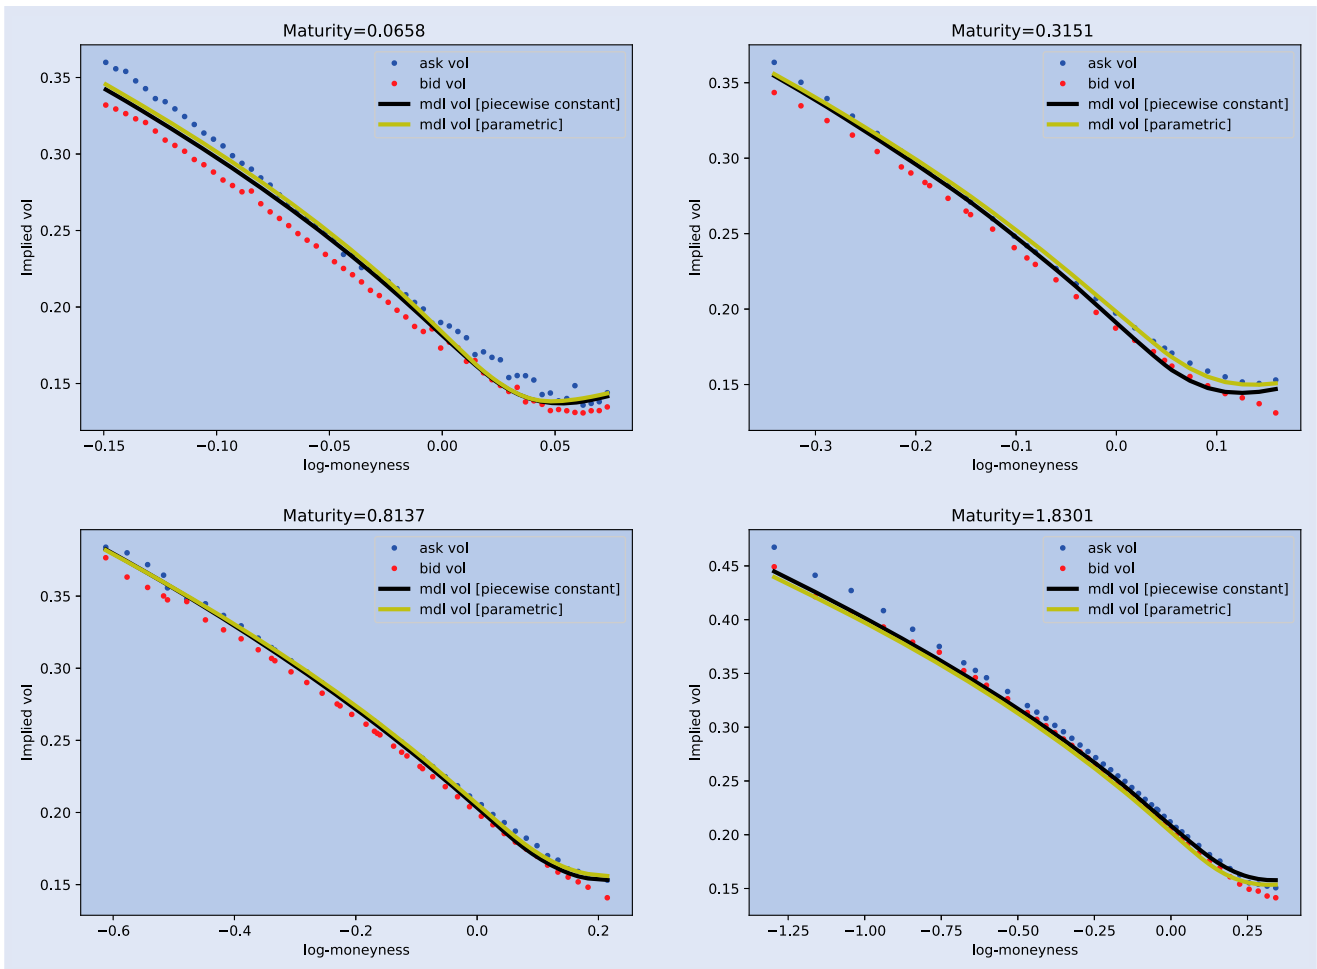 Maturity=0.0658
ask vol
bid vol
mdl vol [piecewise constant]
mdl vol [parametric]
0.35
0.30
0.25
0.20
0.15
Implied vol
−0.15 −0.10 −0.05 0.00 0.05
log-moneyness
Maturity=0.3151
ask vol
bid vol
mdl vol [piecewise constant]
mdl vol [parametric]
0.35
0.30
0.25
0.20
0.15
Implied vol
−0.3 −0.2 −0.1 0.0 0.1
log-moneyness
Maturity=0.8137
ask vol
bid vol
mdl vol [piecewise constant]
mdl vol [parametric]
0.35
0.30
0.25
0.20
0.15
Implied vol
−0.6 −0.4 −0.2 0.0 0.2
log-moneyness
Maturity=1.8301
ask vol
bid vol
mdl vol [piecewise constant]
mdl vol [parametric]
0.45
0.40
0.35
0.30
0.25
0.20
0.15
Implied vol
−1.25 −1.00 −0.75 −0.50 −0.25 0.00 0.25
log-moneyness